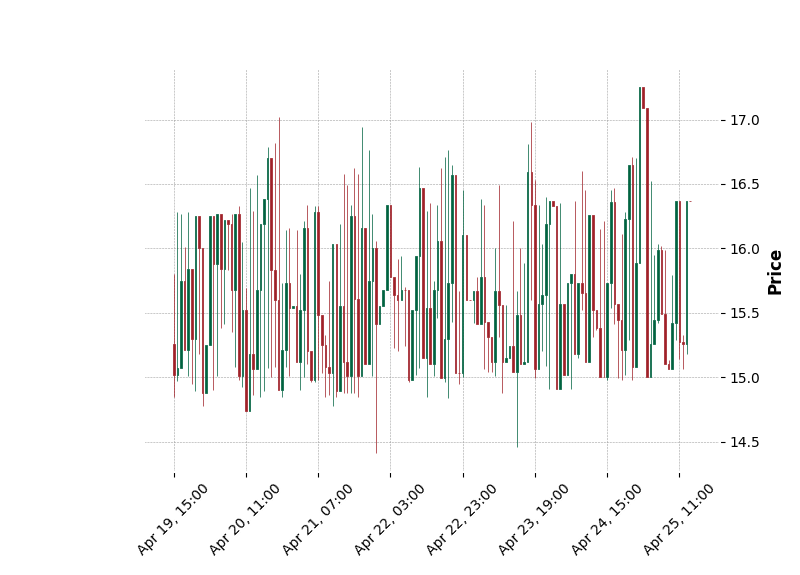 17.0
16.5
16.0
15.5
15.0
14.5
Price
Apr 19, 15:00
Apr 20, 11:00
Apr 21, 07:00
Apr 22, 03:00
Apr 22, 23:00
Apr 23, 19:00
Apr 24, 15:00
Apr 25, 11:00